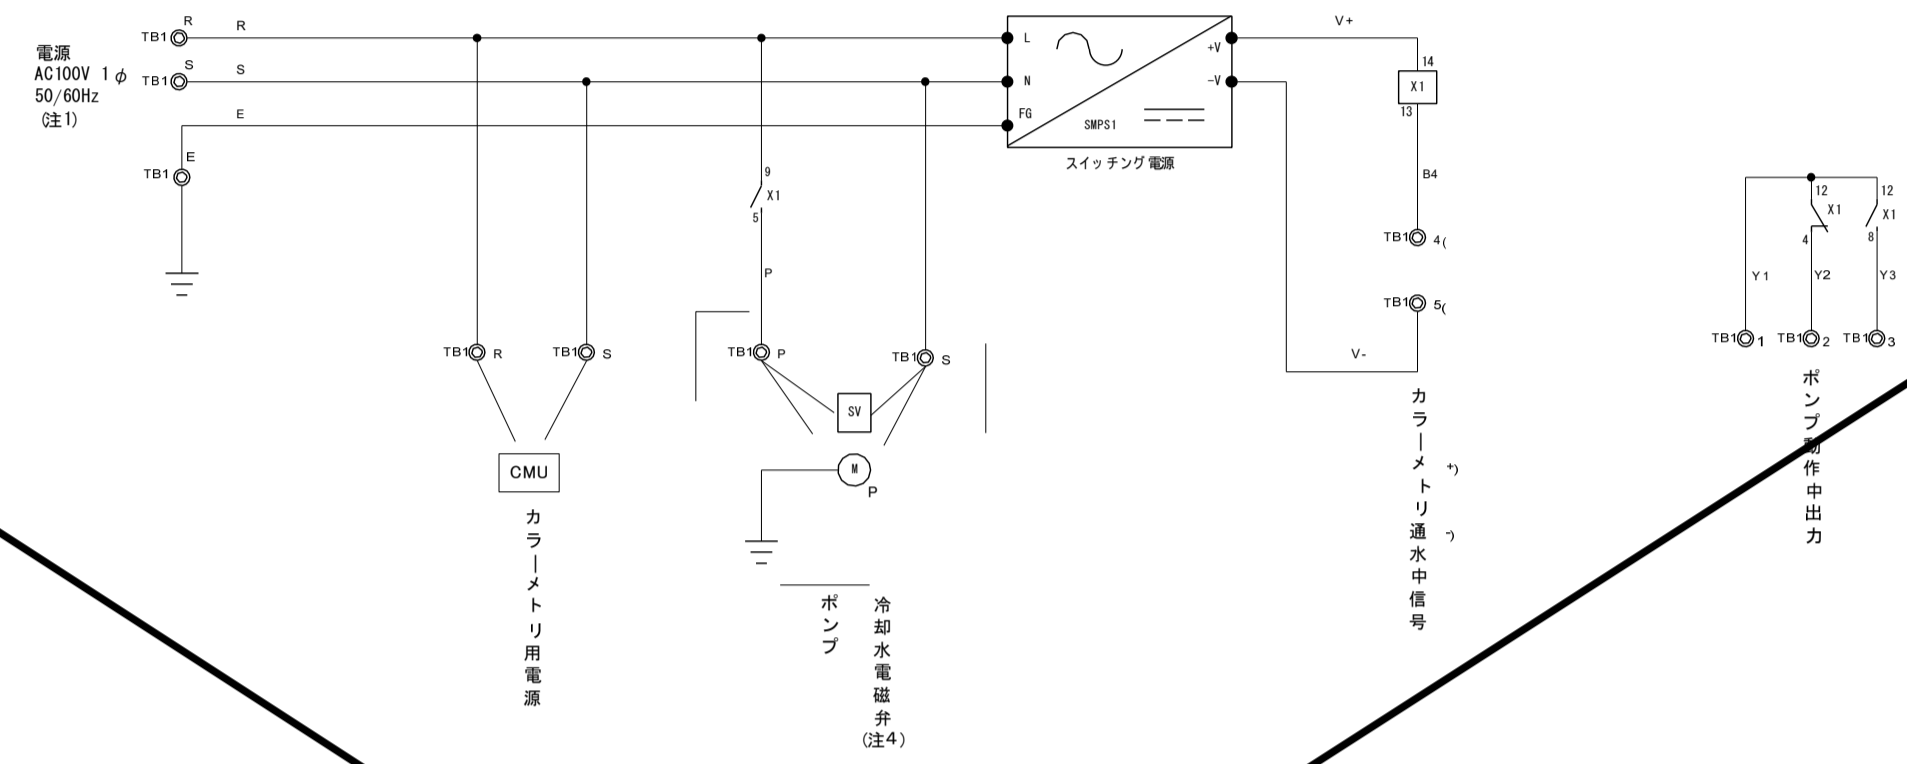 電源
AC100V 1φ
50/60Hz
(注1)
TB1 R
R
TB1 S
S
E
TB1 E
L
N
FG
+V
-V
SMPS1
スイッチング電源
V+
14
X1
13
B4
TB1 4(
TB1 5(
V-
9
X1
5
P
TB1 R
TB1 S
TB1 P
TB1 S
SV
M
P
CMU
カラーメトリ用電源
ポンプ
冷却水電磁弁
(注4)
カラーメトリ通水中信号
+)
-)
12
X1
4
12
X1
8
Y1
Y2
Y3
TB1 1
TB1 2
TB1 3
ポンプ動作中出力